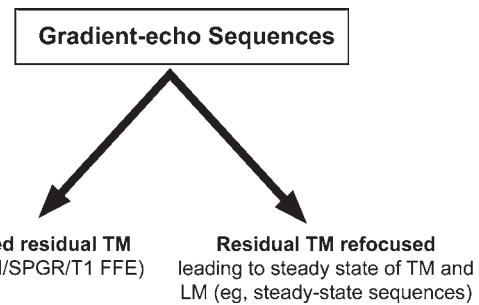 Gradient-echo Sequences
residual TM
/SPGR/T1 FFE)
Residual TM refocused
leading to steady state of TM and
LM (eg, steady-state sequences)